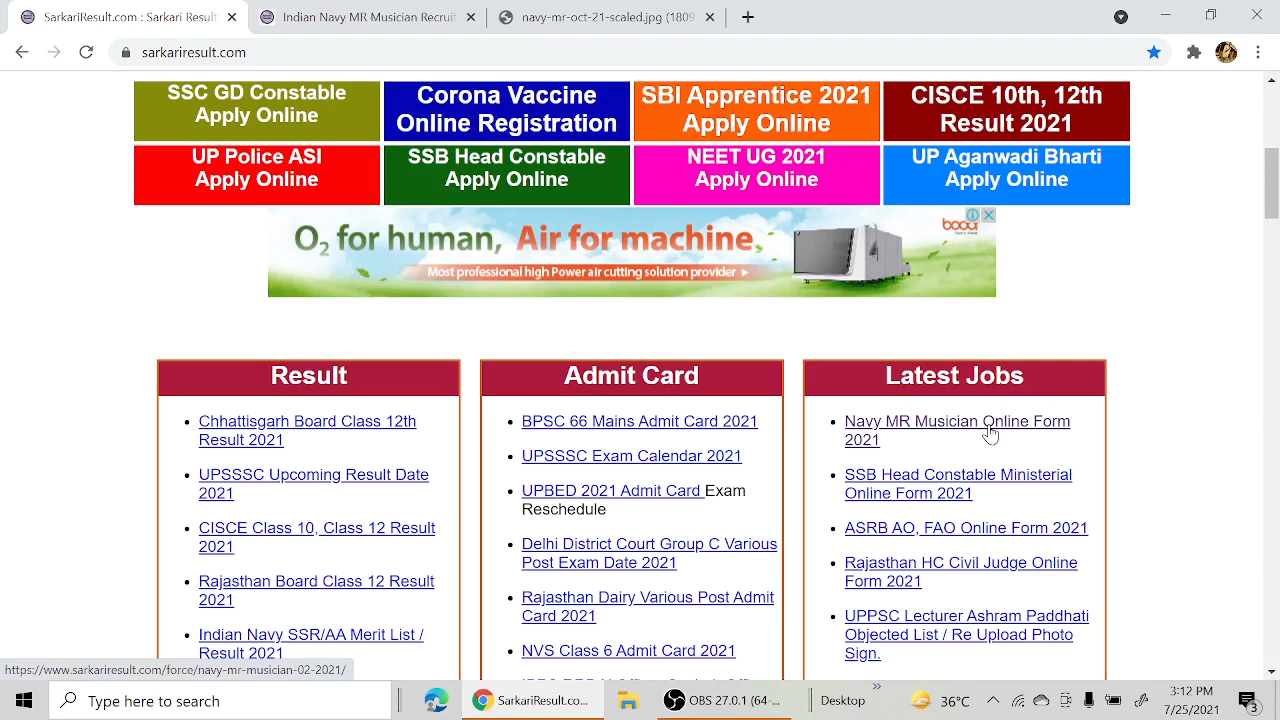 Sarkari Result : Sarkari Results
Indian Navy MR Musician : Navy
navy-mr-oct-21-scaled.jpg (1809
sarkariresult.com
SSC GD Constable
Apply Online
Corona Vaccine
Online Registration
SBI Apprentice 2021
Apply Online
CISCE 10th, 12th
Result 2021
UP Police ASI
Apply Online
SSB Head Constable
Apply Online
NEET UG 2021
Apply Online
UP Aganwadi Bharti
Apply Online
O2 for human, Air for machine.
Most professional high Power air cutting solution provider
Result
Chhattisgarh Board Class 12th
Result 2021
UPSSSC Upcoming Result Date
2021
CISCE Class 10, Class 12 Result
2021
Rajasthan Board Class 12 Result
2021
Indian Navy SSR/AA Merit List /
Result 2021
Admit Card
BPSC 66 Mains Admit Card 2021
UPSSSC Exam Calendar 2021
UPBED 2021 Admit Card Exam
Reschedule
Delhi District Court Group C Various
Post Exam Date 2021
Rajasthan Dairy Various Post Admit
Card 2021
NVS Class 6 Admit Card 2021
Latest Jobs
Navy MR Musician Online Form
2021
SSB Head Constable Ministerial
Online Form 2021
ASRB AO, FAO Online Form 2021
Rajasthan HC Civil Judge Online
Form 2021
UPPSC Lecturer Ashram Paddhati
Objected List / Re Upload Photo
Sign.
https://www.sarkariresult.com/force/navy-mr-musician-02-2021/
Type here to search
SarkariResult.co...
OBS 27.0.1 (64-...
Desktop
36°C
3:12 PM
7/25/2021
3